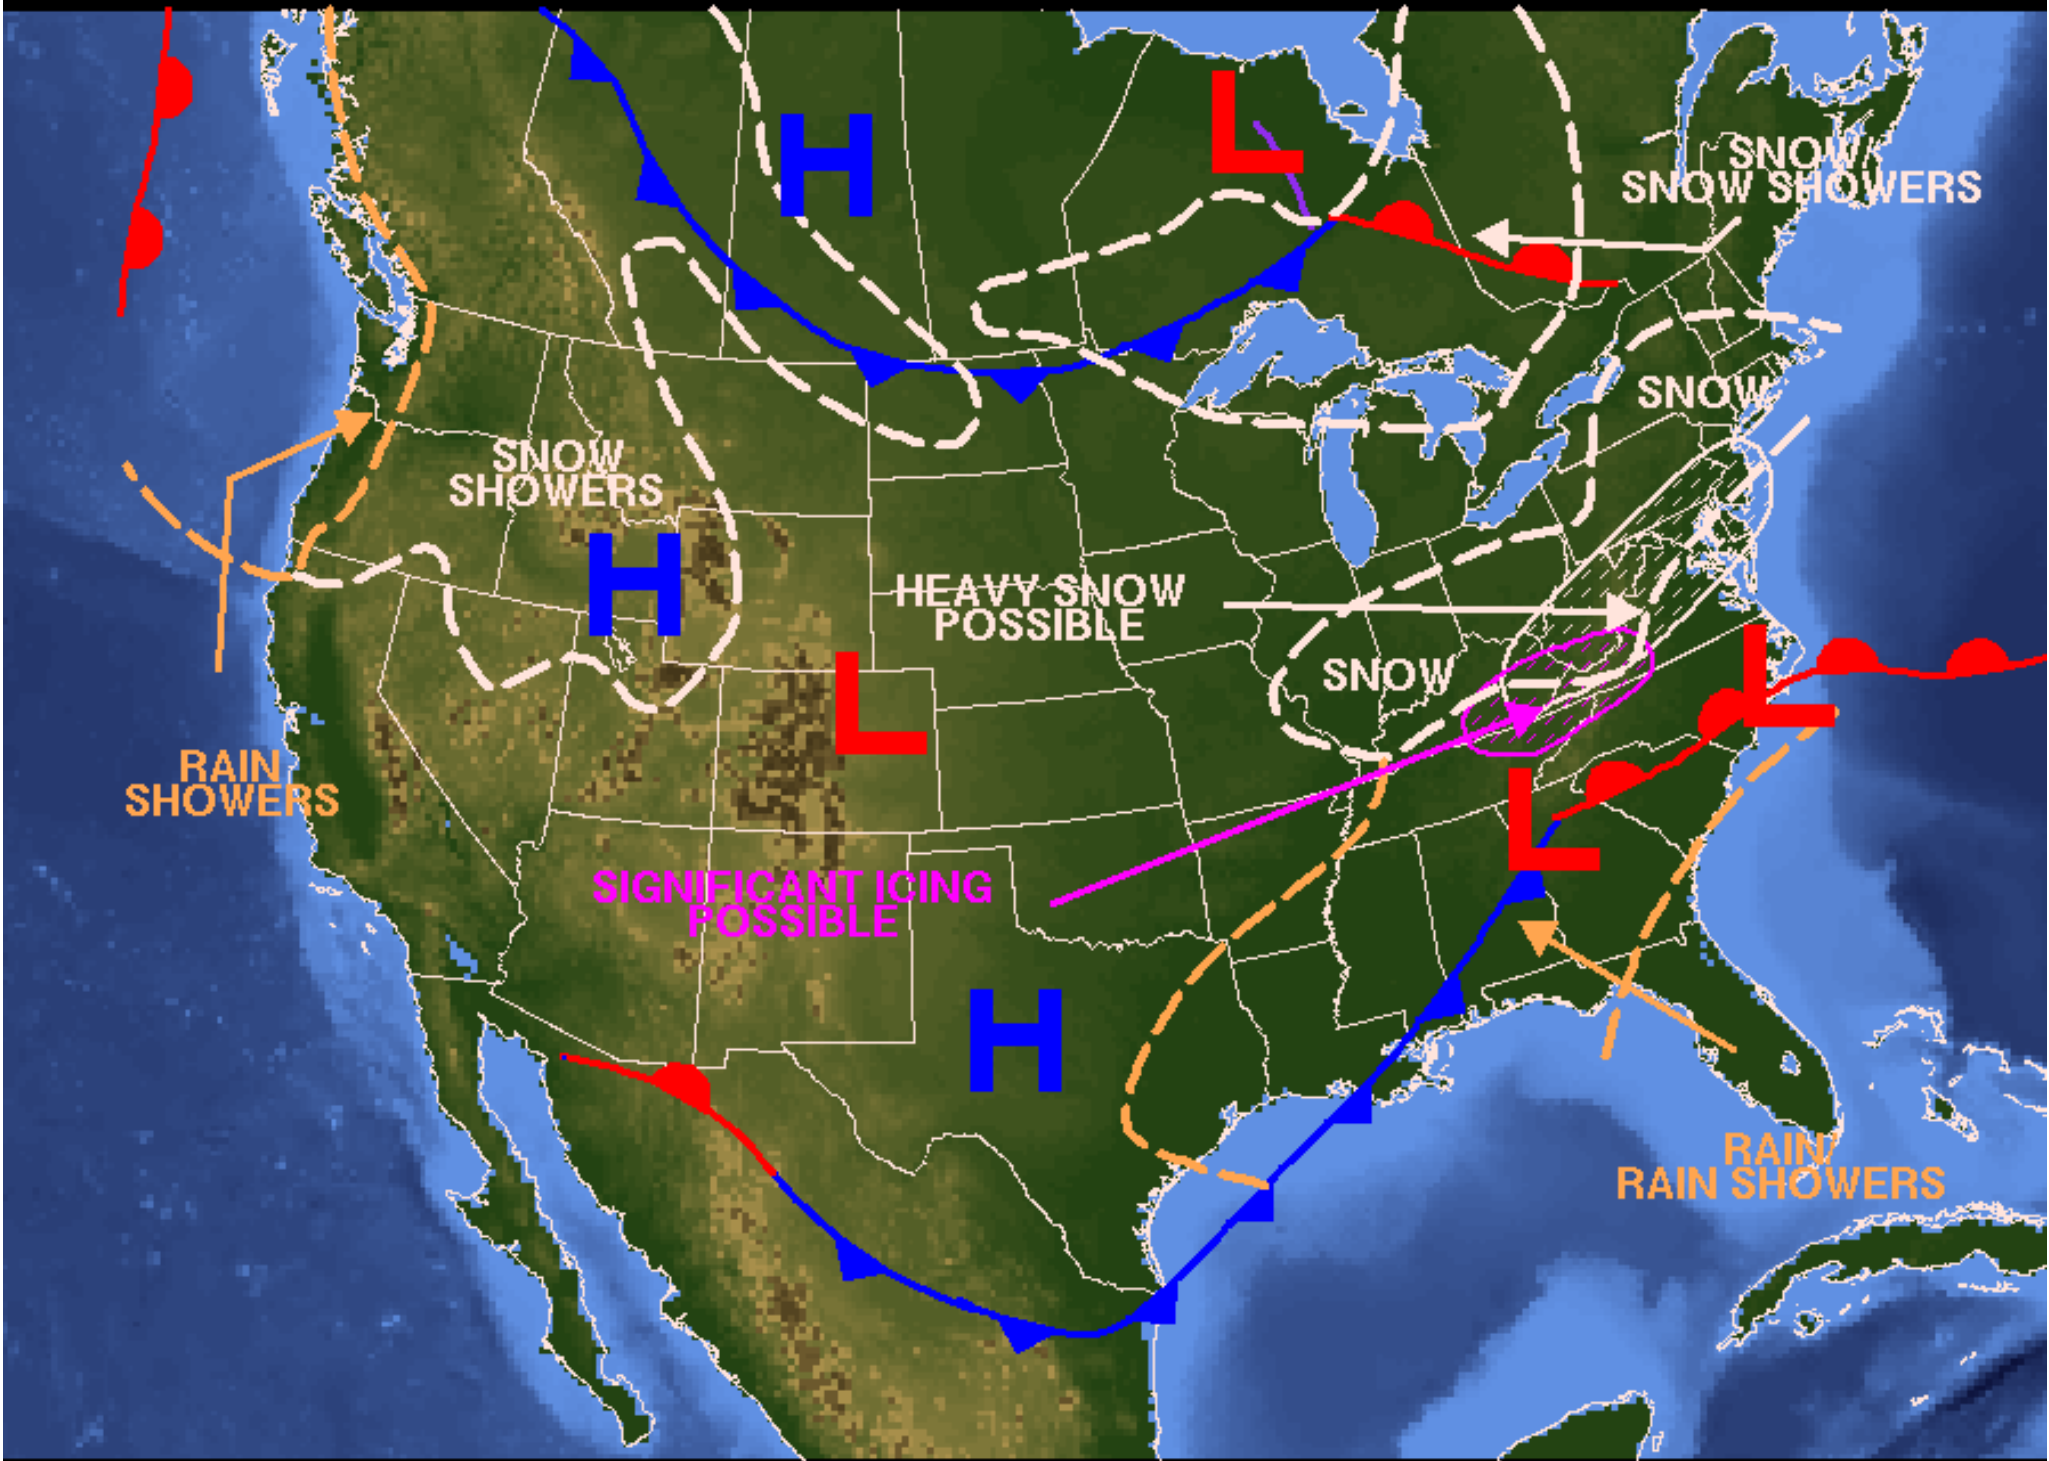 H
L
SNOW/
SNOW SHOWERS
SNOW
SNOW
SHOWERS
H
HEAVY SNOW
POSSIBLE
SNOW
L
L
RAIN
SHOWERS
L
SIGNIFICANT ICING
POSSIBLE
H
RAIN/
RAIN SHOWERS